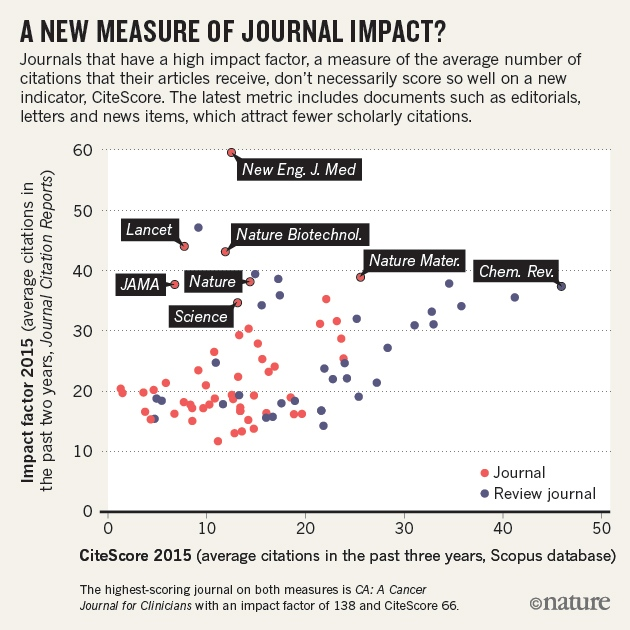 A NEW MEASURE OF JOURNAL IMPACT?
Journals that have a high impact factor, a measure of the average number of
citations that their articles receive, don’t necessarily score so well on a new
indicator, CiteScore. The latest metric includes documents such as editorials,
letters and news items, which attract fewer scholarly citations.
Impact factor 2015 (average citations in
the past two years, Journal Citation Reports)
60
50
40
30
20
10
0
New Eng. J. Med
Lancet
Nature Biotechnol.
Nature Mater.
Chem. Rev.
JAMA
Nature
Science
Journal
Review journal
0
10
20
30
40
50
CiteScore 2015 (average citations in the past three years, Scopus database)
The highest-scoring journal on both measures is CA: A Cancer
Journal for Clinicians with an impact factor of 138 and CiteScore 66.
©nature